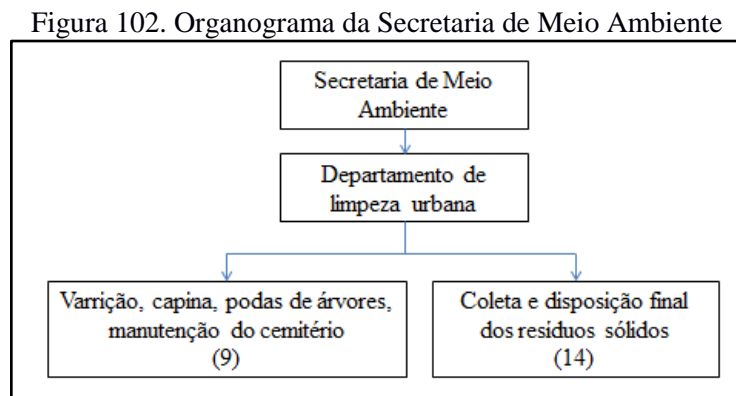 Figura 102. Organograma da Secretaria de Meio Ambiente
Secretaria de Meio
Ambiente
Departamento de
limpeza urbana
Varrição, capina, podas de árvores,
manutenção do cemitério
(9)
Coleta e disposição final
dos resíduos sólidos
(14)